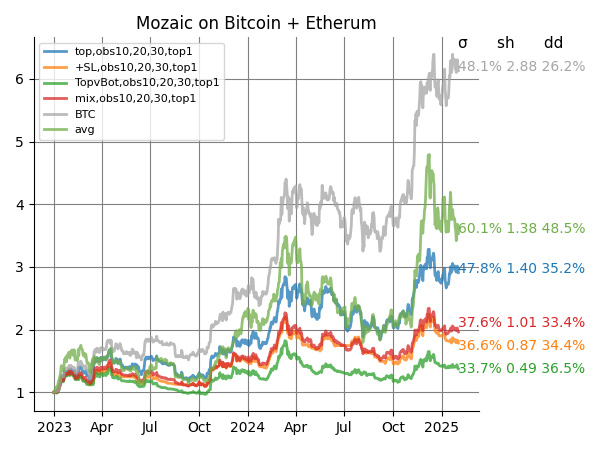 Mozaic on Bitcoin + Etherum
σ sh dd
top,obs10,20,30,top1
+SL,obs10,20,30,top1
TopvBot,obs10,20,30,top1
mix,obs10,20,30,top1
BTC
avg
48.1% 2.88 26.2%
60.1% 1.38 48.5%
47.8% 1.40 35.2%
37.6% 1.01 33.4%
36.6% 0.87 34.4%
33.7% 0.49 36.5%
6
5
4
3
2
1
2023 Apr Jul Oct 2024 Apr Jul Oct 2025